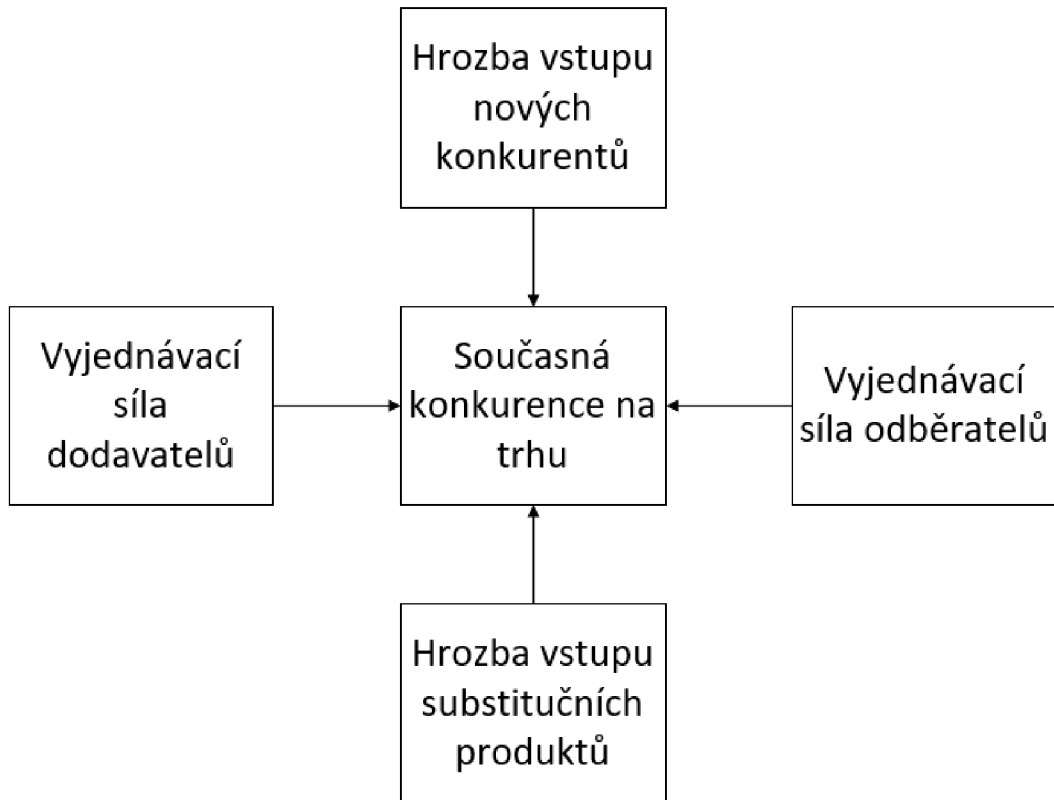 Hrozba vstupu
nových
konkurentů
Vyjednávací
síla
dodavatelů
Současná
konkurence na
trhu
Vyjednávací
síla odběratelů
Hrozba vstupu
substitučních
produktů